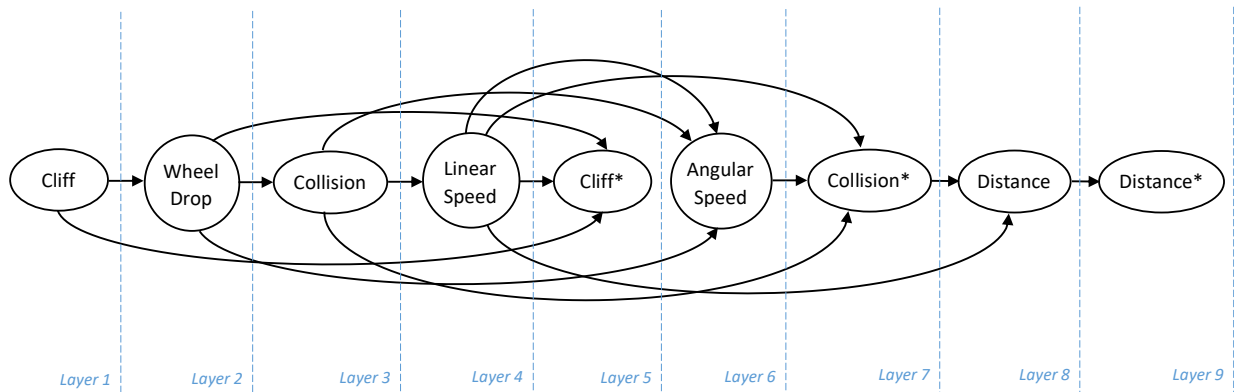 Cliff
Wheel
Drop
Collision
Linear
Speed
Cliff*
Angular
Speed
Collision*
Distance
Distance*
Layer 1
Layer 2
Layer 3
Layer 4
Layer 5
Layer 6
Layer 7
Layer 8
Layer 9